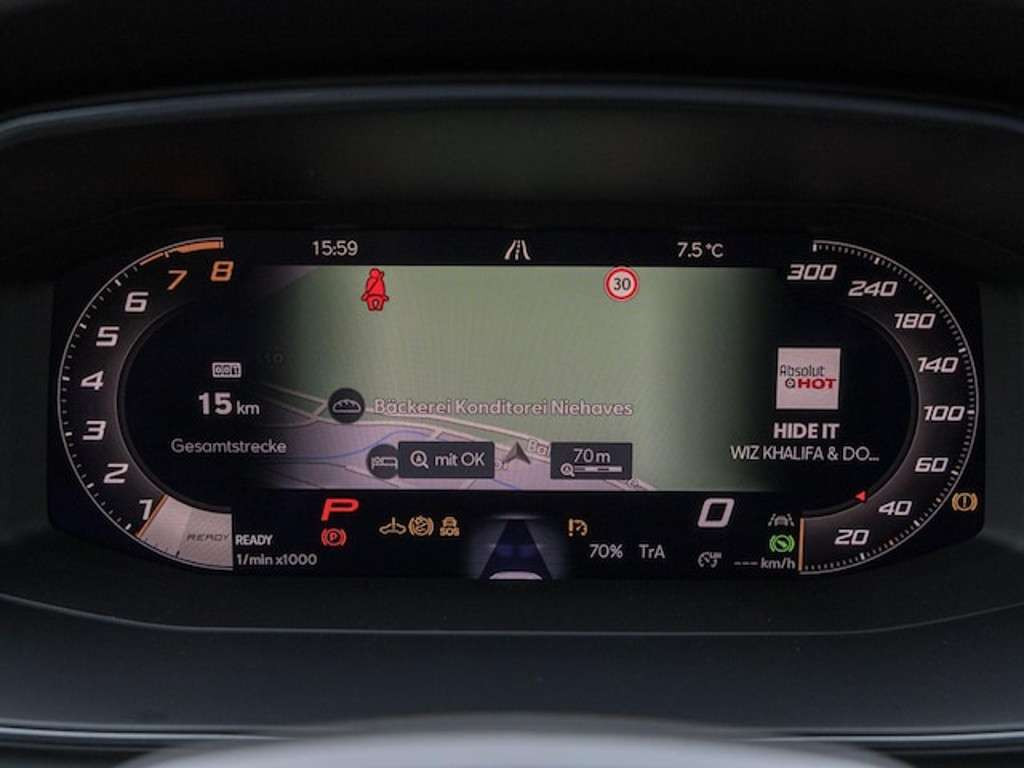 15:59
7.5 °C
8
7
6
5
4
3
2
1
300
240
180
140
100
60
40
20
30
15 km
Gesamtstrecke
Bäckerei Konditorei Niehaves
mit OK
70 m
Absolut
HOT
HIDE IT
WIZ KHALIFA & DO...
READY
READY
1/min x1000
P
P
SOS
70%
TrA
0
LIM
--- km/h